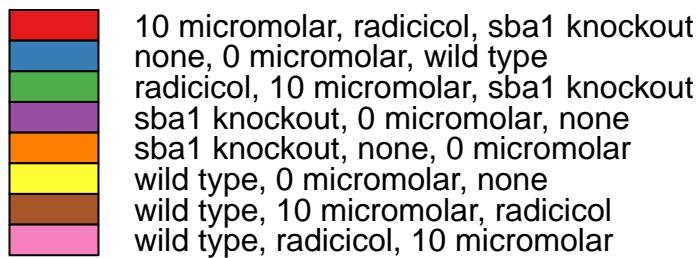 10 micromolar, radicicol, sba1 knockout
none, 0 micromolar, wild type
radicicol, 10 micromolar, sba1 knockout
sba1 knockout, 0 micromolar, none
sba1 knockout, none, 0 micromolar
wild type, 0 micromolar, none
wild type, 10 micromolar, radicicol
wild type, radicicol, 10 micromolar